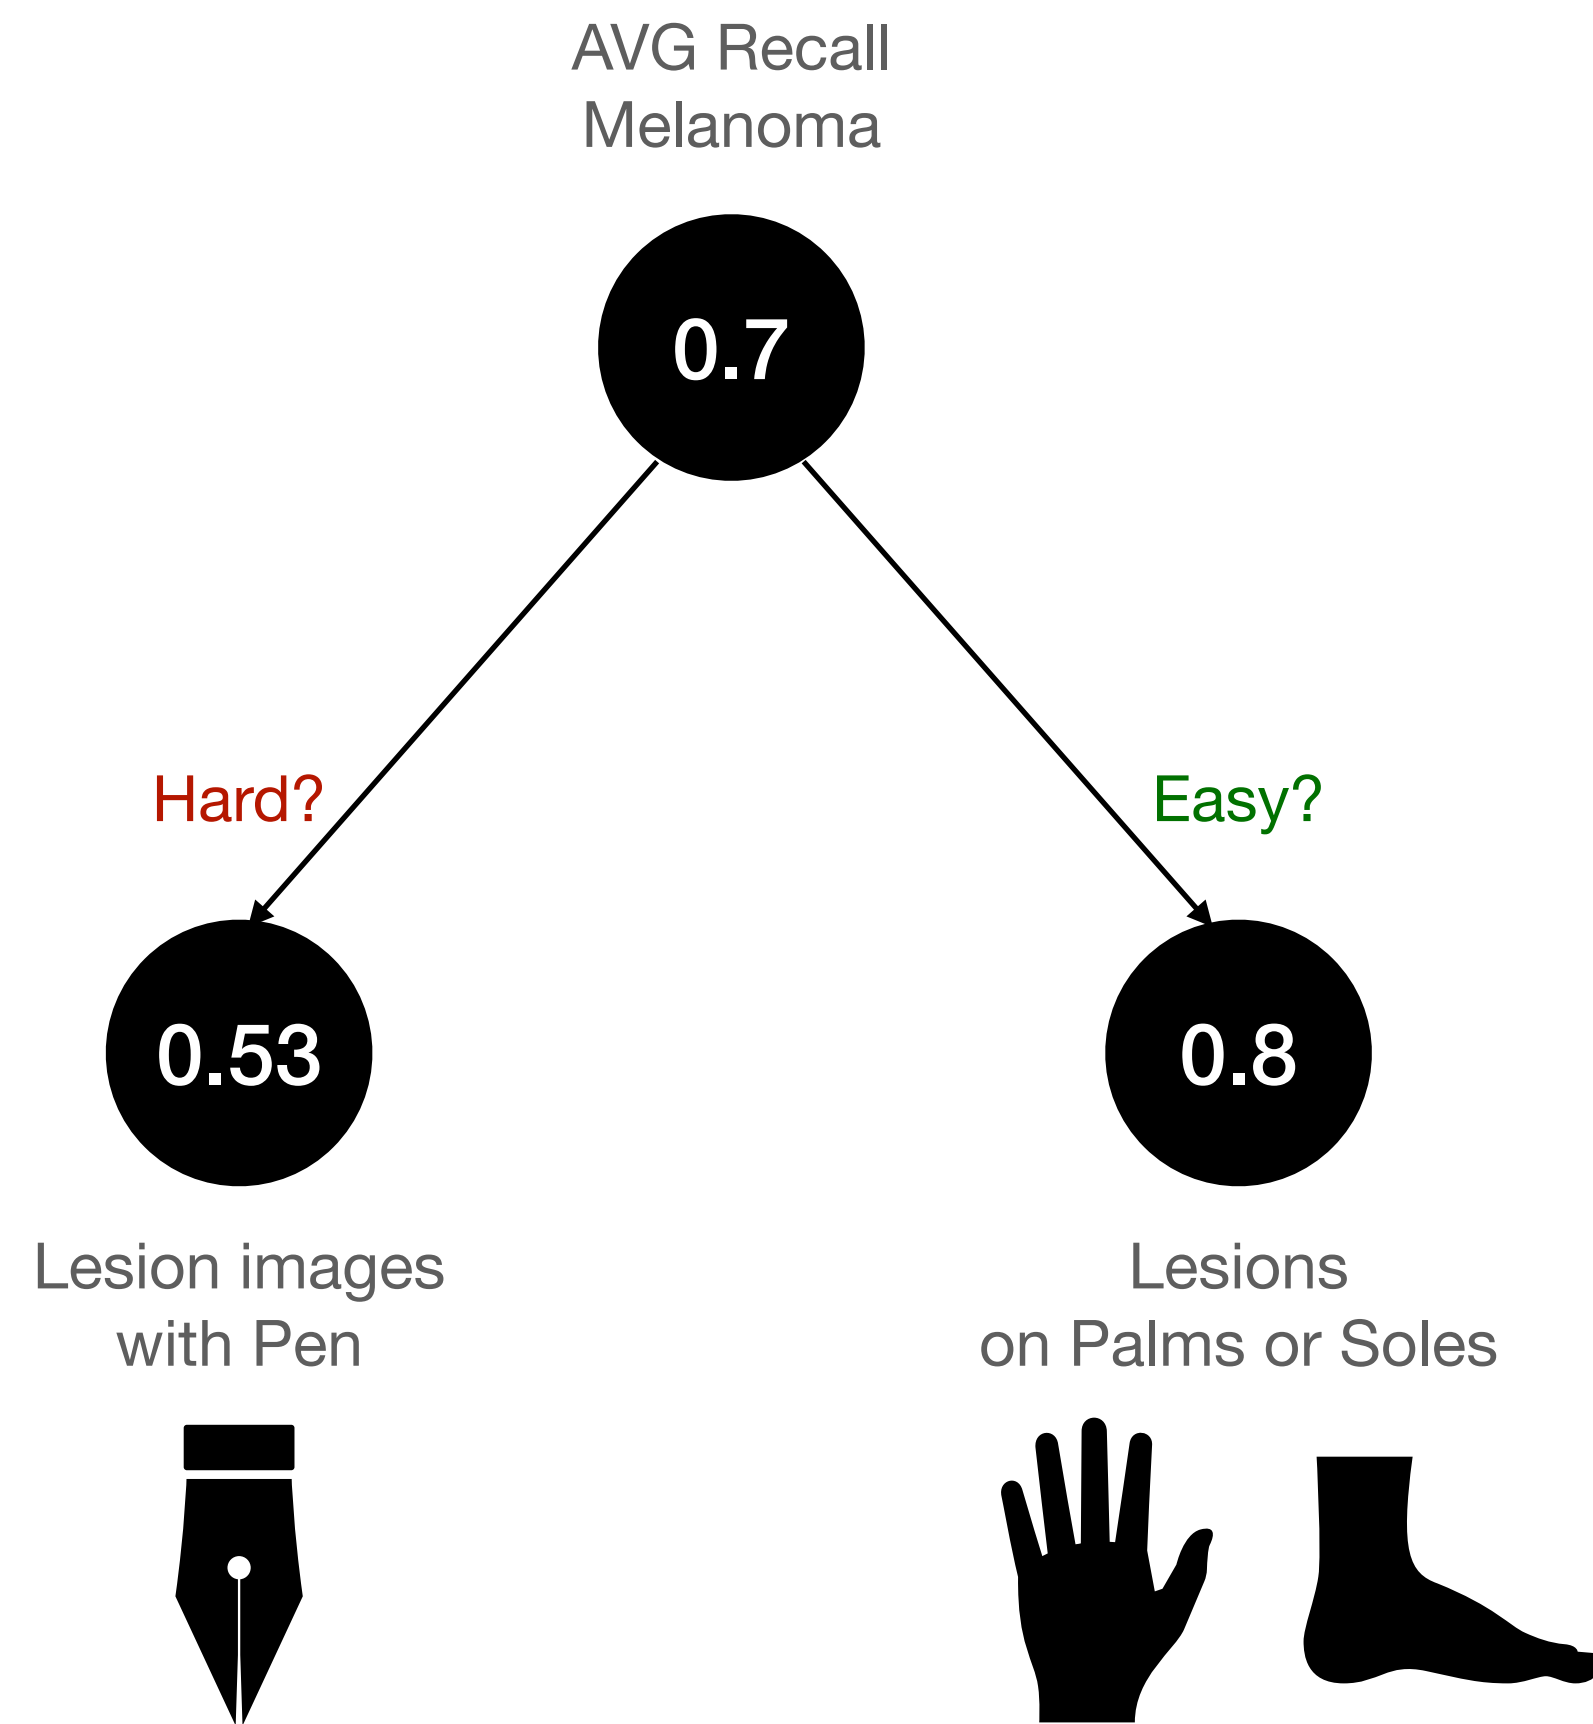 AVG Recall
Melanoma
0.7
Hard?
Easy?
0.53
0.8
Lesion images
with Pen
Lesions
on Palms or Soles